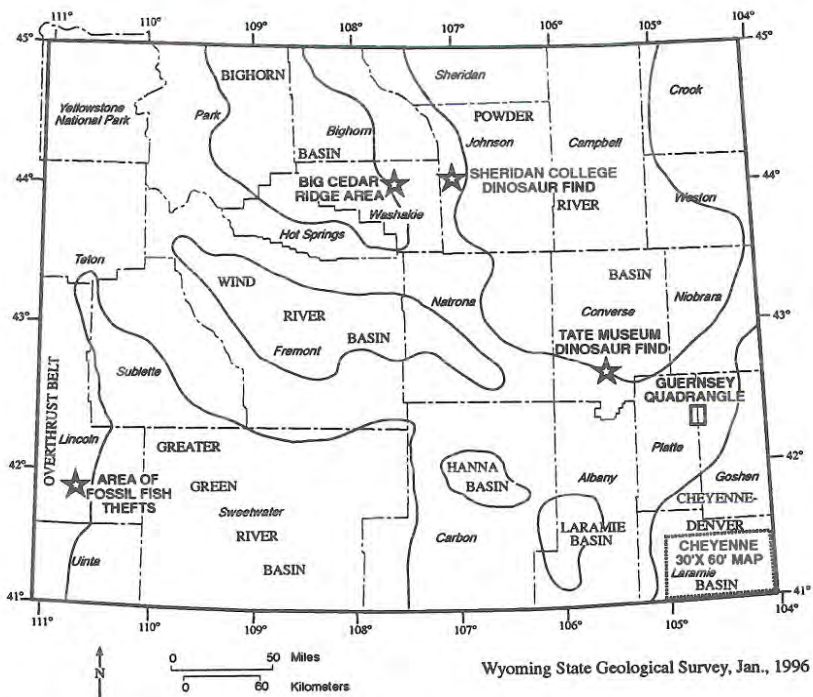 111°
110°
109°
108°
107°
106°
105°
104°
45°
45°
Yellowstone
National Park
Park
BIGHORN
Bighorn
BASIN
Sheridan
POWDER
Johnson
Campbell
Crook
44°
44°
BIG CEDAR
RIDGE AREA
Washakie
SHERIDAN COLLEGE
DINOSAUR FIND
RIVER
Weston
Hot Springs
Teton
WIND
RIVER
BASIN
Fremont
Natrona
BASIN
Converse
Niobrara
43°
43°
TATE MUSEUM
DINOSAUR FIND
GUERNSEY
QUADRANGLE
Sublette
OVERTHRUST BELT
Lincoln
GREATER
GREEN
Sweetwater
RIVER
BASIN
42°
42°
AREA OF
FOSSIL FISH
THEFTS
HANNA
BASIN
Albany
Platte
Goshen
CHEYENNE-
DENVER
Carbon
LARAMIE
BASIN
CHEYENNE
30'X 60' MAP
Laramie
BASIN
Uinta
41°
41°
111°
110°
109°
108°
107°
106°
105°
104°
N
0 50 Miles
0 60 Kilometers
Wyoming State Geological Survey, Jan., 1996